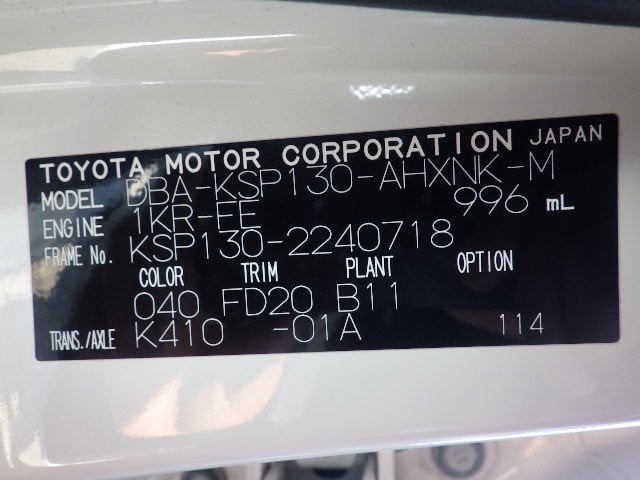 TOYOTA MOTOR CORPORATION JAPAN
MODEL DBA-KSP130-AHXNK-M
ENGINE 1KR-FE 996 mL
FRAME No. KSP130-2240718
COLOR TRIM PLANT OPTION
040 FD20 B11
TRANS./AXLE K410 -01A 114